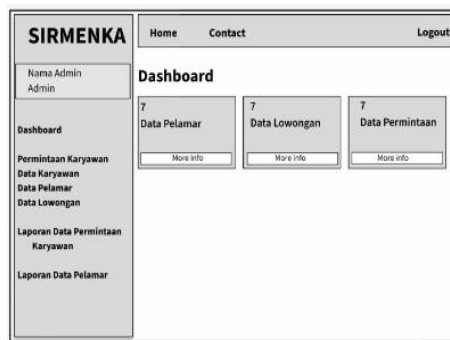 SIRMENKA
Home Contact Logout
Nama Admin
Admin
Dashboard
Permintaan Karyawan
Data Karyawan
Data Pelamar
Data Lowongan
Laporan Data Permintaan
Karyawan
Laporan Data Pelamar
Dashboard
7
Data Pelamar
More info
7
Data Lowongan
More info
7
Data Permintaan
More info